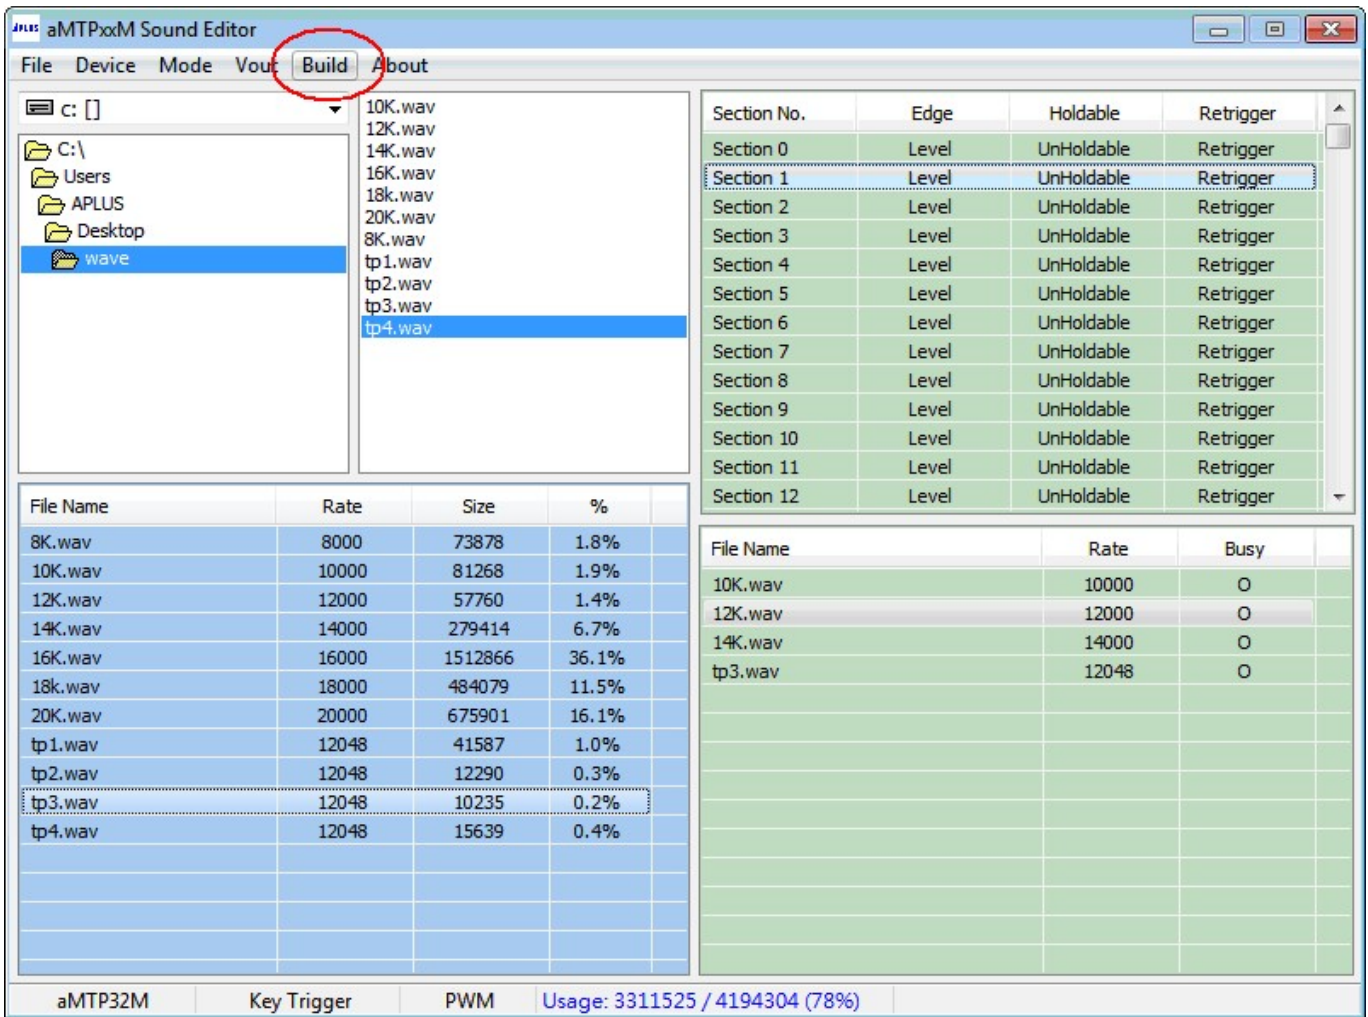 APLUS aMTPxxM Sound Editor
File Device Mode Vout Build About
c: []
C:\
Users
APLUS
Desktop
wave
10K.wav
12K.wav
14K.wav
16K.wav
18k.wav
20K.wav
8K.wav
tp1.wav
tp2.wav
tp3.wav
tp4.wav
Section No. Edge Holdable Retrigger
Section 0 Level UnHoldable Retrigger
Section 1 Level UnHoldable Retrigger
Section 2 Level UnHoldable Retrigger
Section 3 Level UnHoldable Retrigger
Section 4 Level UnHoldable Retrigger
Section 5 Level UnHoldable Retrigger
Section 6 Level UnHoldable Retrigger
Section 7 Level UnHoldable Retrigger
Section 8 Level UnHoldable Retrigger
Section 9 Level UnHoldable Retrigger
Section 10 Level UnHoldable Retrigger
Section 11 Level UnHoldable Retrigger
Section 12 Level UnHoldable Retrigger
File Name Rate Size %
8K.wav 8000 73878 1.8%
10K.wav 10000 81268 1.9%
12K.wav 12000 57760 1.4%
14K.wav 14000 279414 6.7%
16K.wav 16000 1512866 36.1%
18k.wav 18000 484079 11.5%
20K.wav 20000 675901 16.1%
tp1.wav 12048 41587 1.0%
tp2.wav 12048 12290 0.3%
tp3.wav 12048 10235 0.2%
tp4.wav 12048 15639 0.4%
File Name Rate Busy
10K.wav 10000 O
12K.wav 12000 O
14K.wav 14000 O
tp3.wav 12048 O
aMTP32M Key Trigger PWM Usage: 3311525 / 4194304 (78%)